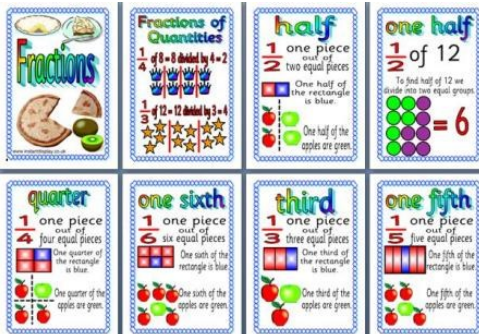 Fractions
www.instantdisplay.co.uk
Fractions of
Quantities
1/4 of 8 = 8 divided by 4 = 2
1/3 of 12 = 12 divided by 3 = 4
half
1/2 one piece
out of
two equal pieces
One half of
the rectangle
is blue.
One half of the
apples are green.
one half
1/2 of 12
To find half of 12 we
divide into two equal groups.
= 6
quarter
1/4 one piece
out of
four equal pieces
One quarter of
the rectangle
is blue.
One quarter of the
apples are green.
one sixth
1/6 one piece
out of
six equal pieces
One sixth of the
rectangle is blue.
One sixth of the
apples are green.
third
1/3 one piece
out of
three equal pieces
One third of
the rectangle
is blue.
One third of the
apples are green.
one fifth
1/5 one piece
out of
five equal pieces
One fifth of the
rectangle is blue.
One fifth of the
apples are green.